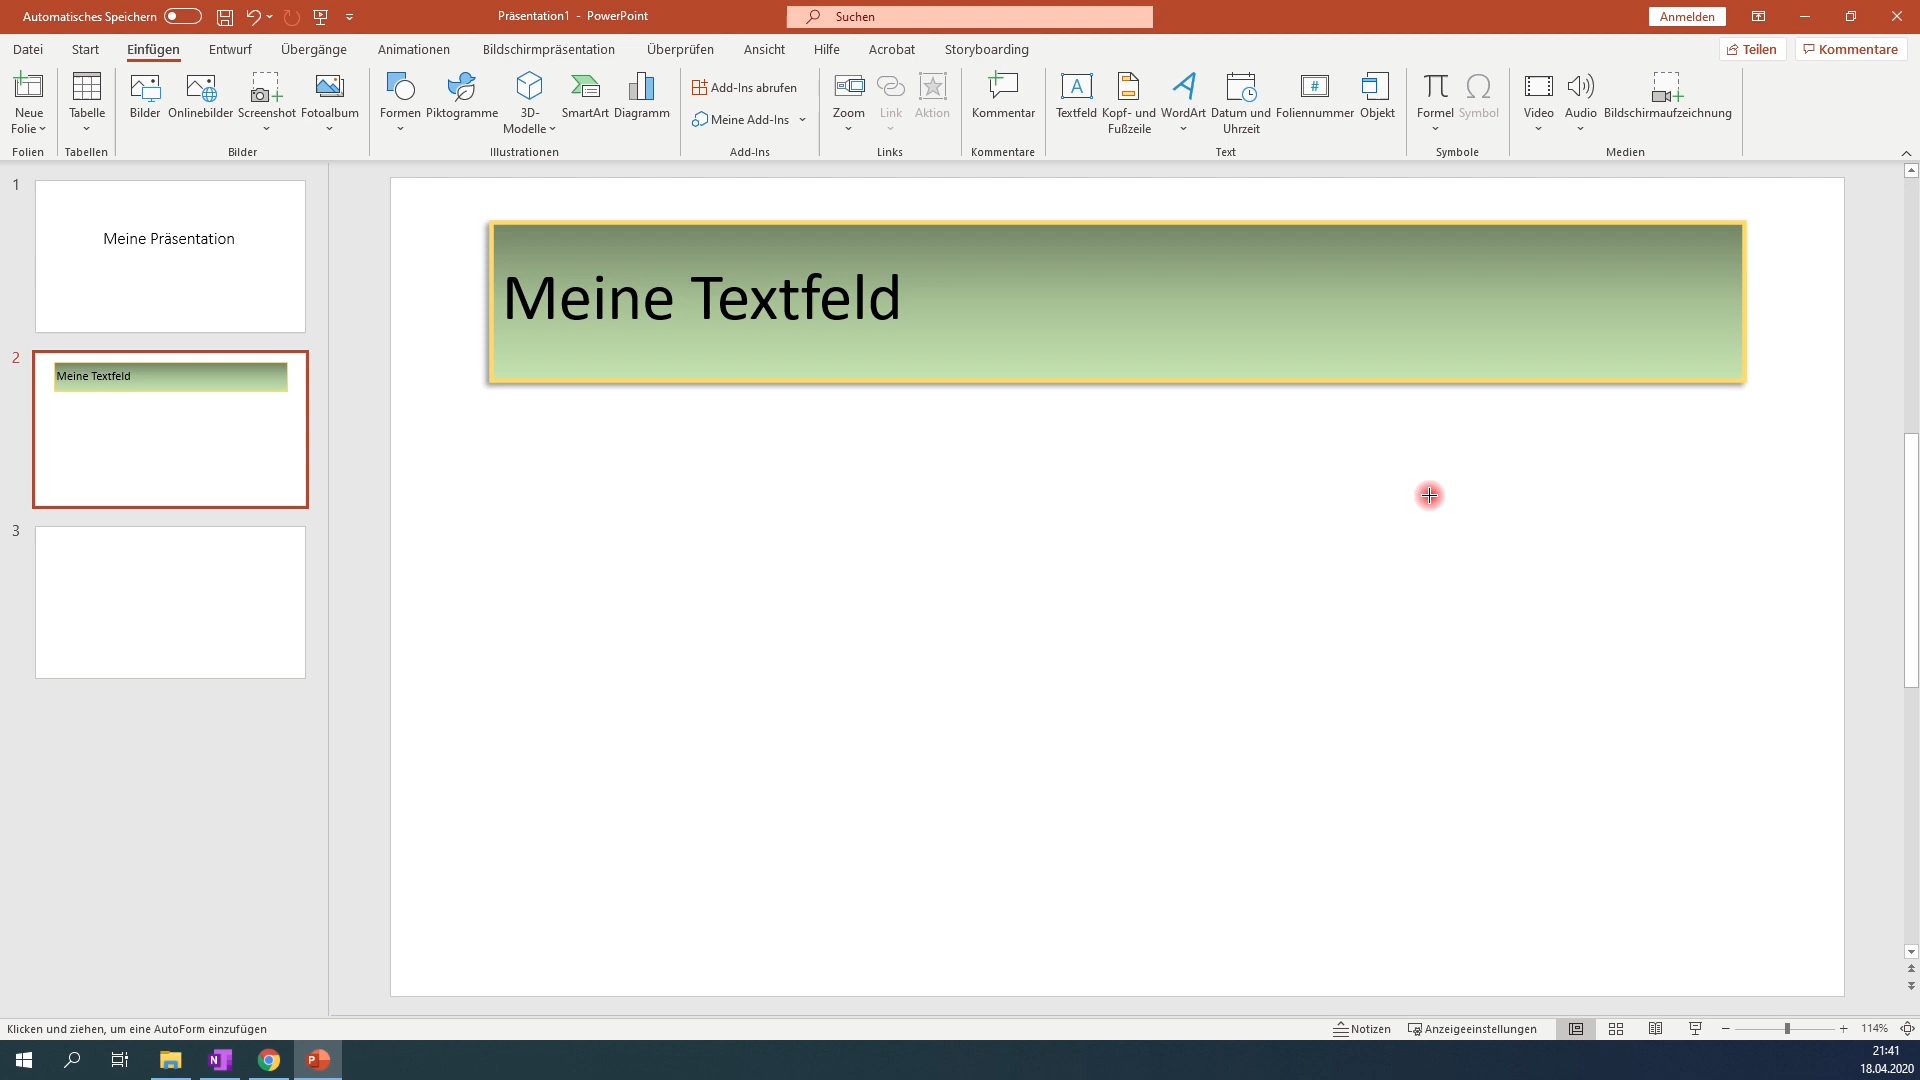 Automatisches Speichern
Präsentation1 - PowerPoint
Suchen
Anmelden
Datei Start Einfügen Entwurf Übergänge Animationen Bildschirmpräsentation Überprüfen Ansicht Hilfe Acrobat Storyboarding
Teilen Kommentare
Neue Folie
Tabelle
Bilder Onlinebilder Screenshot Fotoalbum
Formen Piktogramme 3D-Modelle SmartArt Diagramm
Add-Ins abrufen
Meine Add-Ins
Zoom Link Aktion
Kommentar
Textfeld Kopf- und Fußzeile WordArt Datum und Uhrzeit Foliennummer Objekt
Formel Symbol
Video Audio Bildschirmaufzeichnung
Folien Tabellen Bilder Illustrationen Add-Ins Links Kommentare Text Symbole Medien
1
Meine Präsentation
2
Meine Textfeld
3
Meine Textfeld
Klicken und ziehen, um eine AutoForm einzufügen
Notizen Anzeigeeinstellungen
114%
21:41
18.04.2020